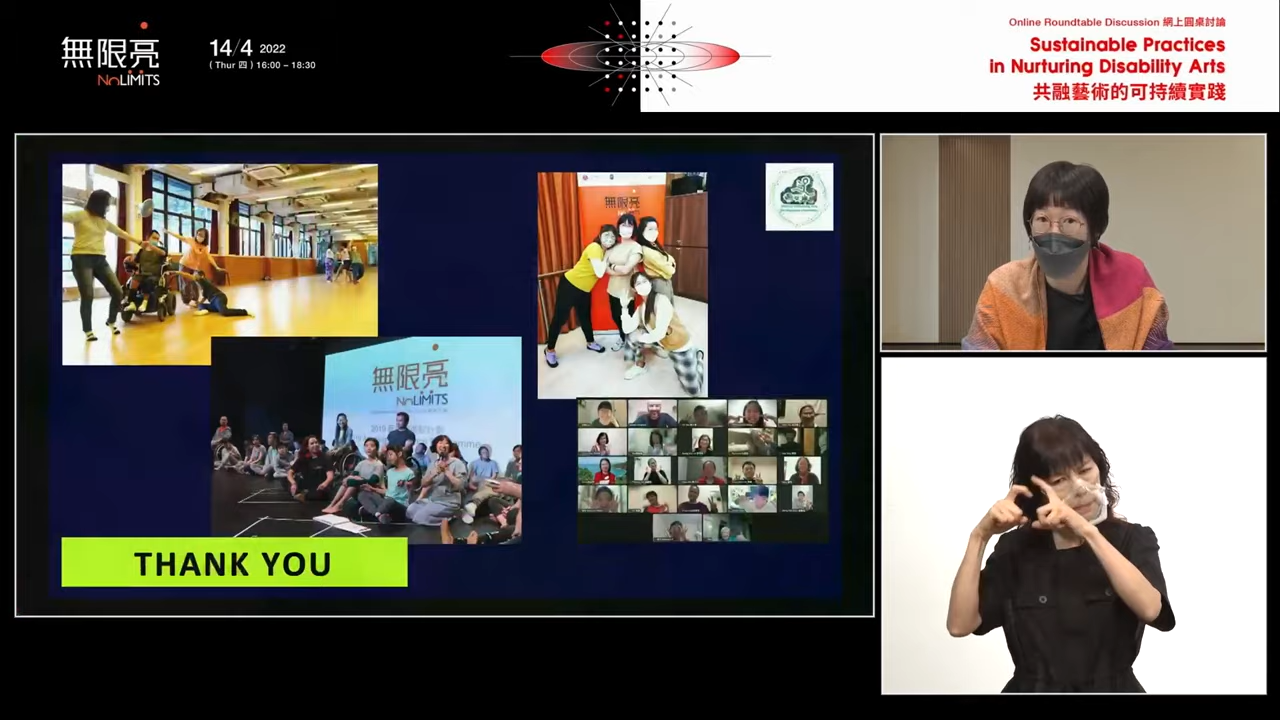 無限亮
NoLIMITS
14/4 2022
( Thur 四 ) 16:00 – 18:30
Online Roundtable Discussion 網上圓桌討論
Sustainable Practices
in Nurturing Disability Arts
共融藝術的可持續實踐
無限亮
無限亮
NoLIMITS
THANK YOU